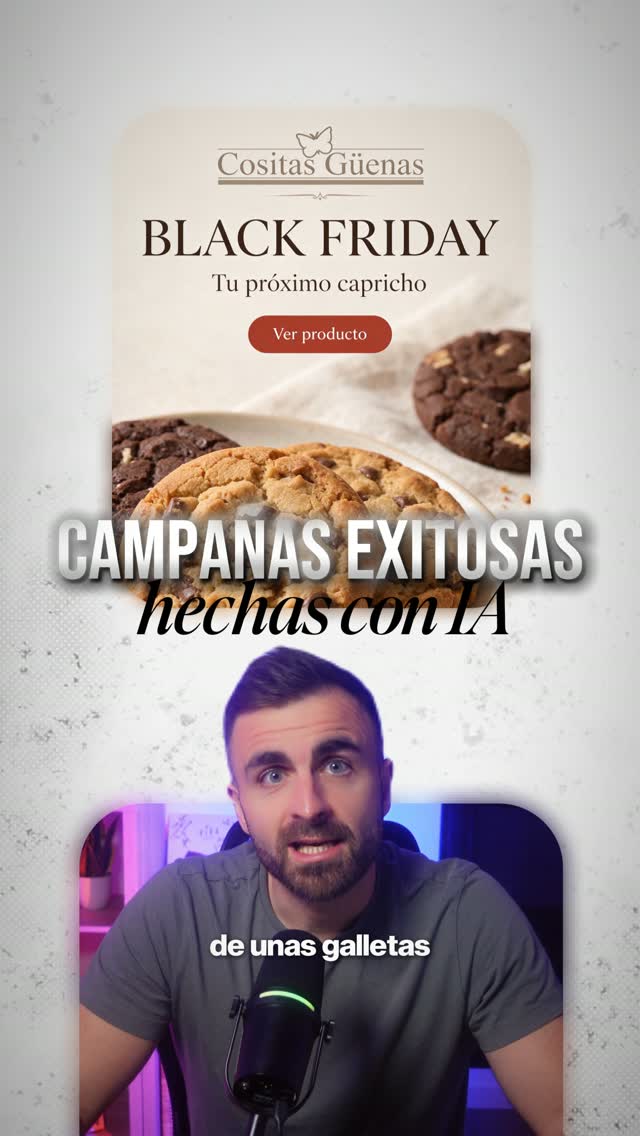 Cositas Güenas
BLACK FRIDAY
Tu próximo capricho
Ver producto
CAMPAÑAS EXITOSAS
hechas con IA
de unas galletas